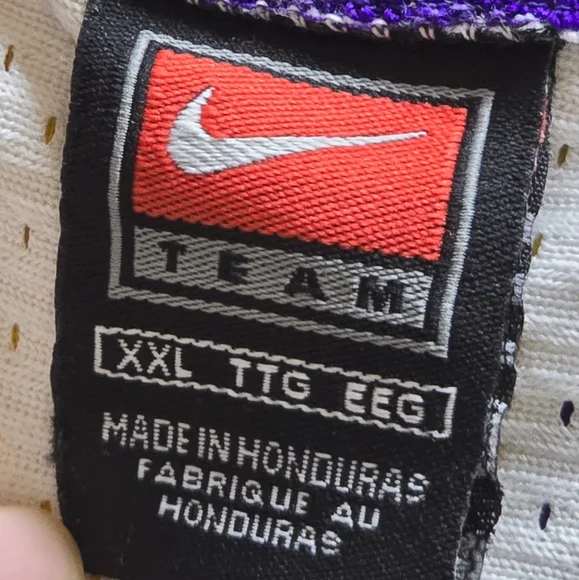 TEAM
XXL TTG EEG
MADE IN HONDURAS
FABRIQUE AU
HONDURAS